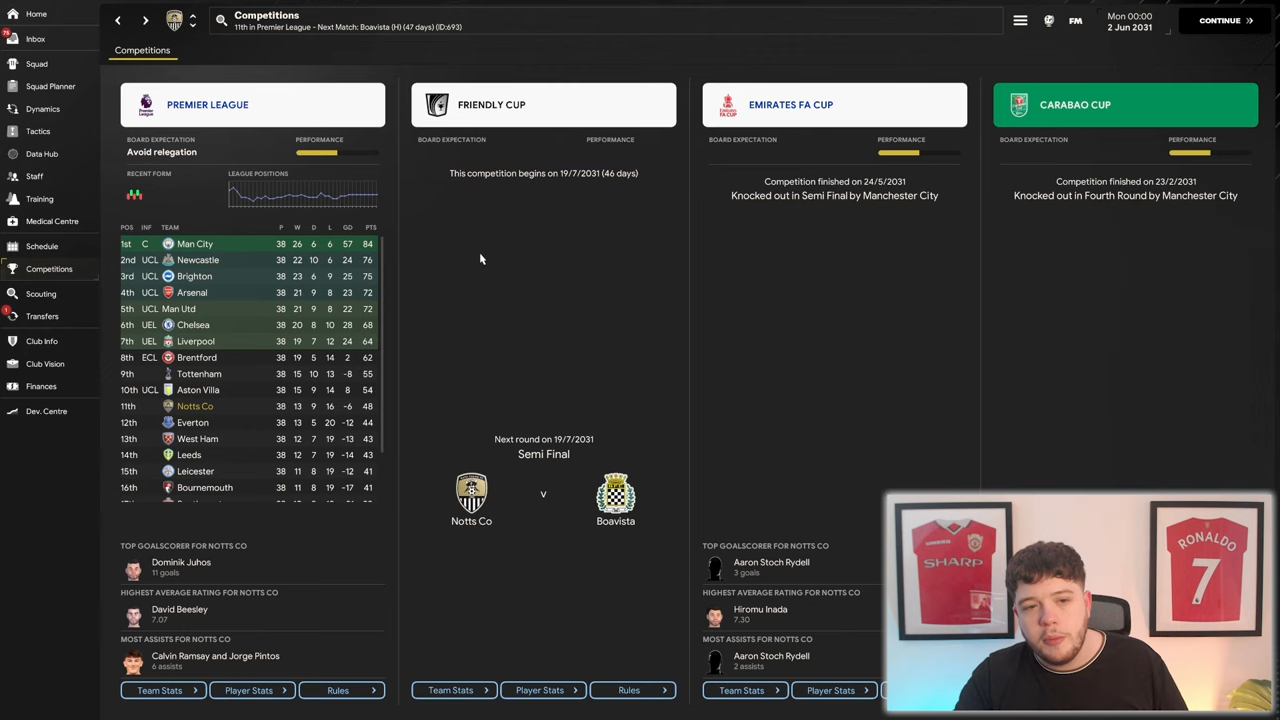 Home
75
Inbox
Squad
Squad Planner
Dynamics
Tactics
Data Hub
Staff
Training
Medical Centre
Schedule
Competitions
Scouting
1
Transfers
Club Info
Club Vision
Finances
Dev. Centre
Competitions
11th in Premier League - Next Match: Boavista (H) (47 days) (ID:693)
FM
Mon 00:00
2 Jun 2031
CONTINUE
Competitions
PREMIER LEAGUE
BOARD EXPECTATION PERFORMANCE
Avoid relegation
RECENT FORM LEAGUE POSITIONS
POS INF TEAM P W D L GD PTS
1st C Man City 38 26 6 6 57 84
2nd UCL Newcastle 38 22 10 6 24 76
3rd UCL Brighton 38 23 6 9 25 75
4th UCL Arsenal 38 21 9 8 23 72
5th UCL Man Utd 38 21 9 8 22 72
6th UEL Chelsea 38 20 8 10 28 68
7th UEL Liverpool 38 19 7 12 24 64
8th ECL Brentford 38 19 5 14 2 62
9th Tottenham 38 15 10 13 -8 55
10th UCL Aston Villa 38 15 9 14 8 54
11th Notts Co 38 13 9 16 -6 48
12th Everton 38 13 5 20 -12 44
13th West Ham 38 12 7 19 -13 43
14th Leeds 38 12 7 19 -14 43
15th Leicester 38 11 8 19 -12 41
16th Bournemouth 38 11 8 19 -17 41
TOP GOALSCORER FOR NOTTS CO
Dominik Juhos
11 goals
HIGHEST AVERAGE RATING FOR NOTTS CO
David Beesley
7.07
MOST ASSISTS FOR NOTTS CO
Calvin Ramsay and Jorge Pintos
6 assists
Team Stats Player Stats Rules
FRIENDLY CUP
BOARD EXPECTATION PERFORMANCE
This competition begins on 19/7/2031 (46 days)
Next round on 19/7/2031
Semi Final
v
Notts Co Boavista
Team Stats Player Stats Rules
EMIRATES FA CUP
BOARD EXPECTATION PERFORMANCE
Competition finished on 24/5/2031
Knocked out in Semi Final by Manchester City
TOP GOALSCORER FOR NOTTS CO
Aaron Stoch Rydell
3 goals
HIGHEST AVERAGE RATING FOR NOTTS CO
Hiromu Inada
7.30
MOST ASSISTS FOR NOTTS CO
Aaron Stoch Rydell
2 assists
Team Stats Player Stats
CARABAO CUP
BOARD EXPECTATION PERFORMANCE
Competition finished on 23/2/2031
Knocked out in Fourth Round by Manchester City
SHARP
RONALDO
7